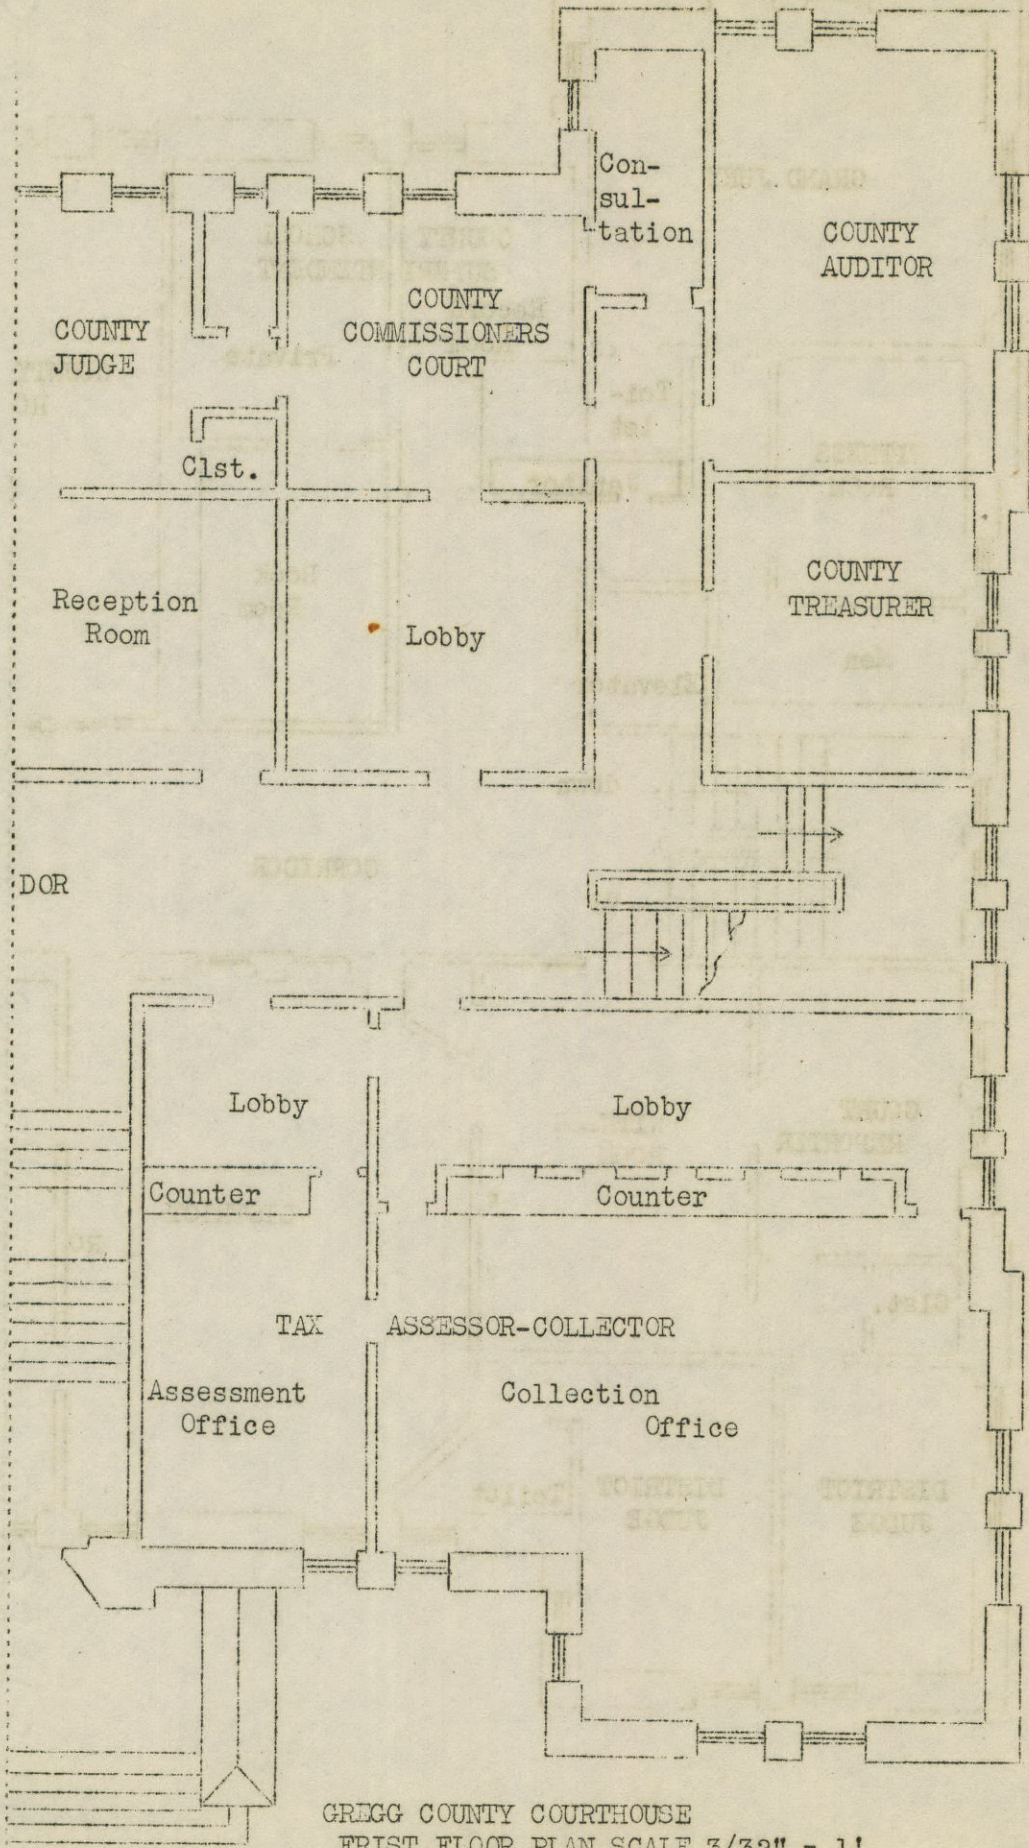 Con-
sul-
tation
COUNTY
AUDITOR
COUNTY
COMMISSIONERS
COURT
COUNTY
JUDGE
Clst.
COUNTY
TREASURER
Reception
Room
Lobby
DOR
Lobby
Lobby
Counter
Counter
TAX ASSESSOR-COLLECTOR
Assessment
Office
Collection
Office
GREGG COUNTY COURTHOUSE
FRIST FLOOR PLAN SCALE 3/32" = 1'